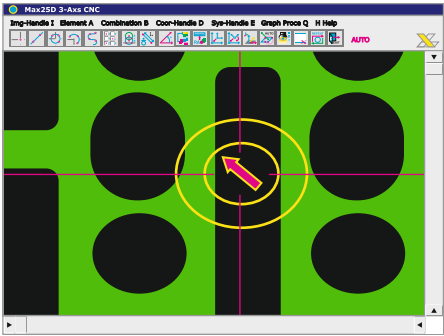 Max25D 3-Axs CNC
Img-Handle I Element A Combination B Coor-Handle D Sys-Handle E Graph Proce Q H Help
AUTO